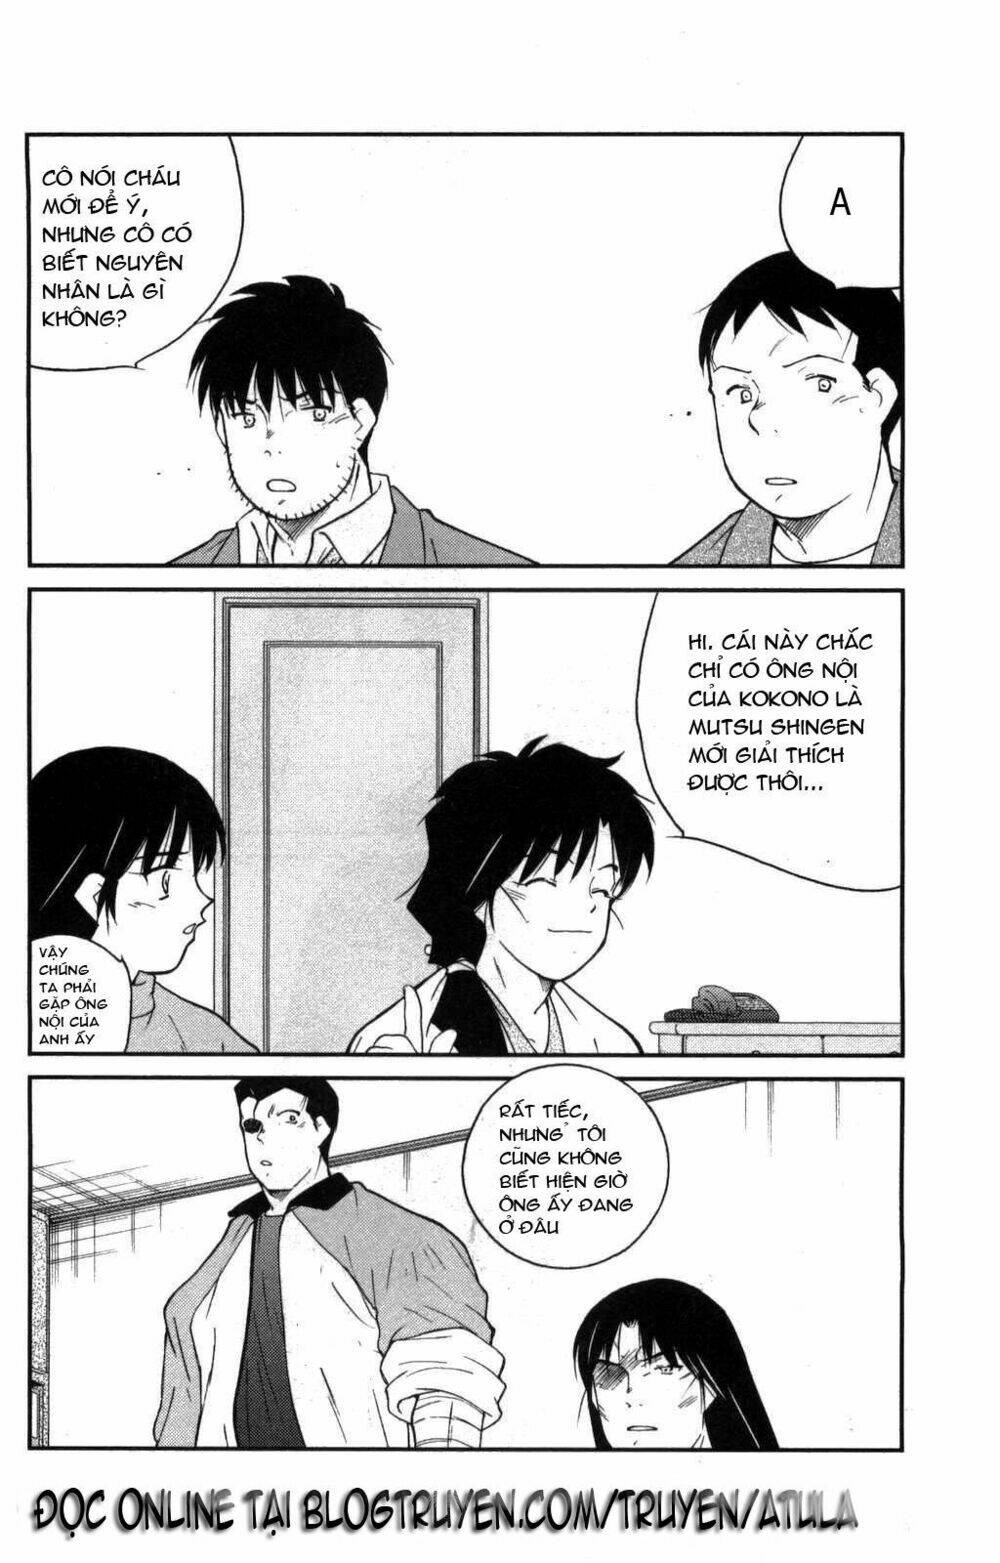 CÔ NÓI CHÁU
MỚI ĐỂ Ý,
NHƯNG CÔ CÓ
BIẾT NGUYÊN
NHÂN LÀ GÌ
KHÔNG?
A
HI. CÁI NÀY CHẮC
CHỈ CÓ ÔNG NỘI
CỦA KOKONO LÀ
MUTSU SHINGEN
MỚI GIẢI THÍCH
ĐƯỢC THÔI...
VẬY
CHÚNG
TA PHẢI
GẶP ÔNG
NỘI CỦA
ANH ẤY
RẤT TIẾC,
NHƯNG TÔI
CŨNG KHÔNG
BIẾT HIỆN GIỜ
ÔNG ẤY ĐANG
Ở ĐÂU
ĐỌC ONLINE TẠI BLOGTRUYEN.COM/TRUYEN/ATULA